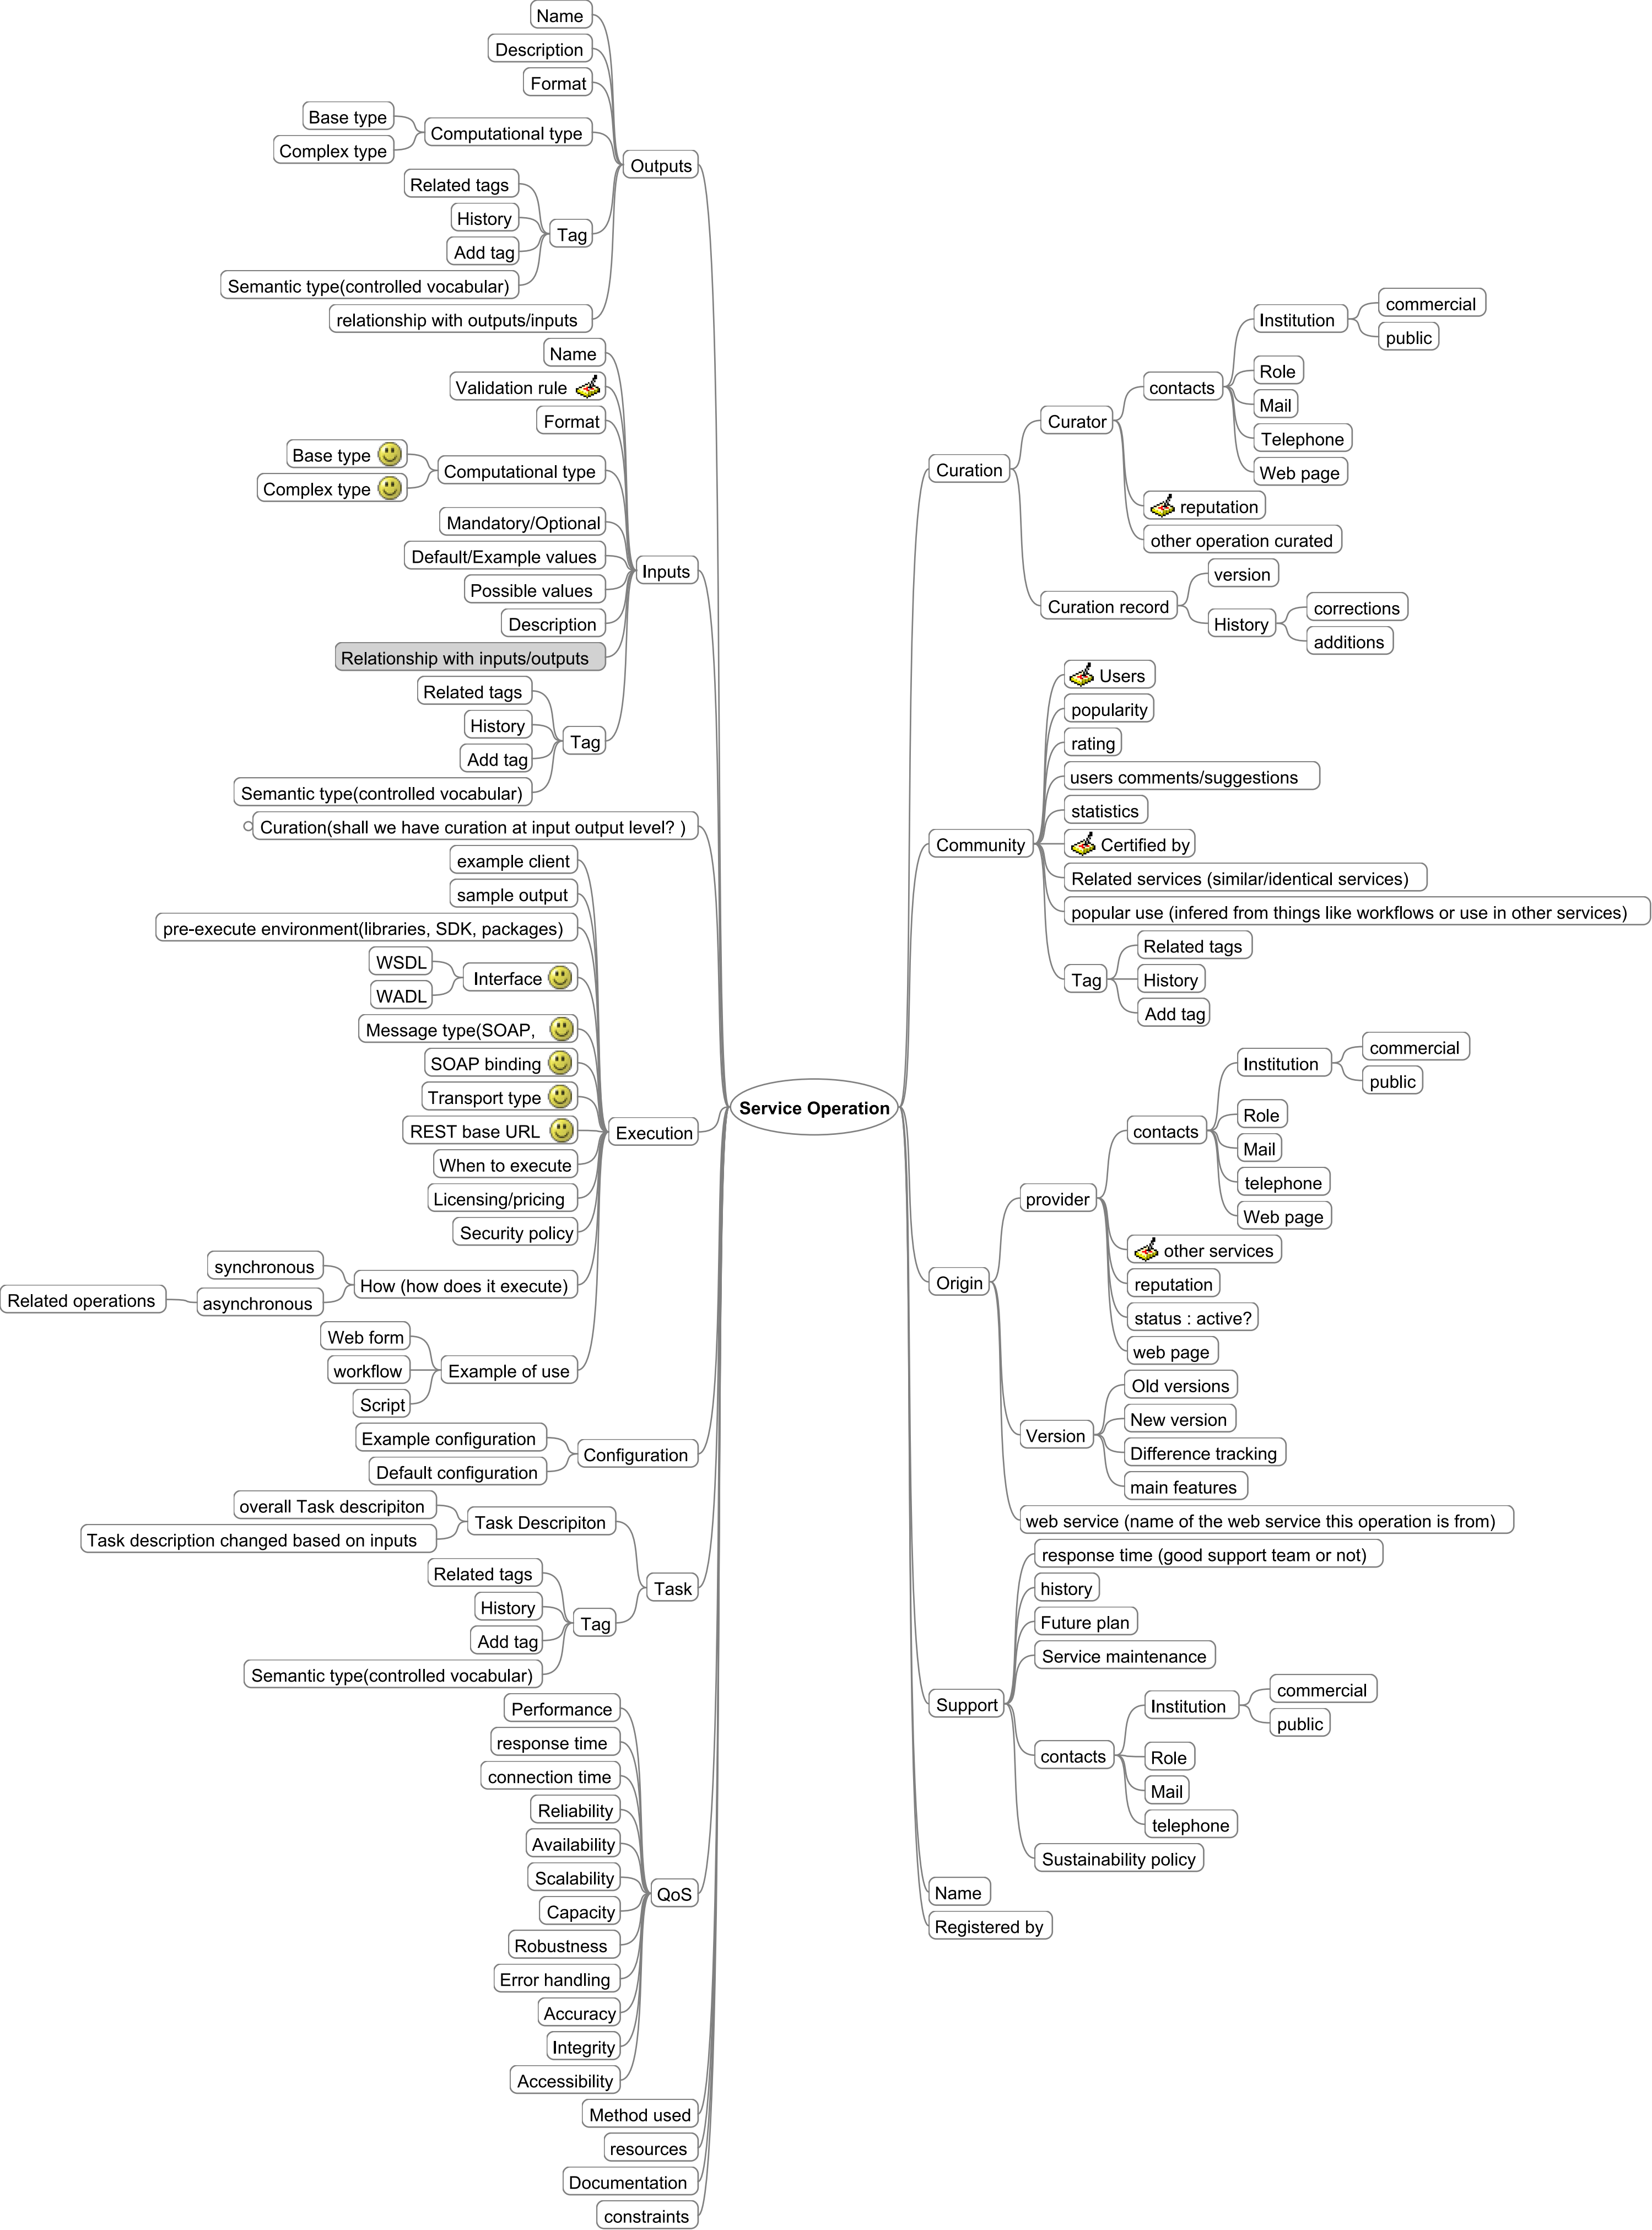 Name
Description
Format
Base type
Complex type
Computational type
Related tags
History
Add tag
Semantic type(controlled vocabular)
Tag
relationship with outputs/inputs
Outputs
Name
Validation rule
Format
Base type
Complex type
Computational type
Mandatory/Optional
Default/Example values
Possible values
Description
Relationship with inputs/outputs
Related tags
History
Add tag
Semantic type(controlled vocabular)
Tag
Inputs
Curation(shall we have curation at input output level? )
example client
sample output
pre-execute environment(libraries, SDK, packages)
WSDL
WADL
Interface
Message type(SOAP,
SOAP binding
Transport type
REST base URL
When to execute
Licensing/pricing
Security policy
synchronous
Related operations
asynchronous
How (how does it execute)
Web form
workflow
Script
Example of use
Execution
Example configuration
Default configuration
Configuration
overall Task descripiton
Task description changed based on inputs
Task Descripiton
Related tags
History
Add tag
Semantic type(controlled vocabular)
Tag
Task
Performance
response time
connection time
Reliability
Availability
Scalability
Capacity
Robustness
Error handling
Accuracy
Integrity
Accessibility
QoS
Method used
resources
Documentation
constraints
Service Operation
Curation
Curator
contacts
Institution
commercial
public
Role
Mail
Telephone
Web page
reputation
other operation curated
Curation record
version
History
corrections
additions
Community
Users
popularity
rating
users comments/suggestions
statistics
Certified by
Related services (similar/identical services)
popular use (infered from things like workflows or use in other services)
Tag
Related tags
History
Add tag
Origin
provider
contacts
Institution
commercial
public
Role
Mail
telephone
Web page
other services
reputation
status : active?
web page
Version
Old versions
New version
Difference tracking
main features
web service (name of the web service this operation is from)
Support
response time (good support team or not)
history
Future plan
Service maintenance
contacts
Institution
commercial
public
Role
Mail
telephone
Sustainability policy
Name
Registered by